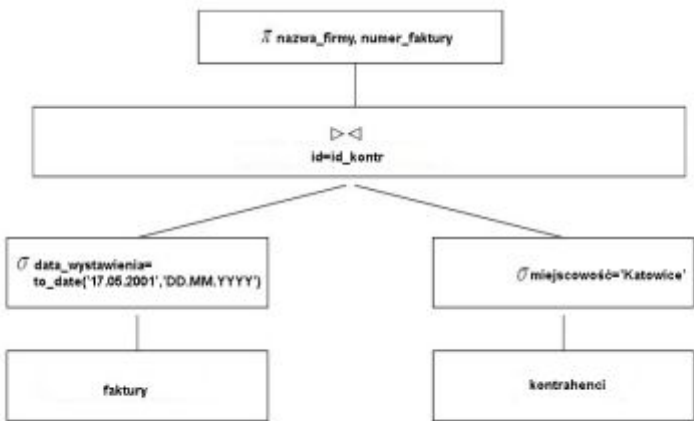 π nazwa_firmy, numer_faktury
▷◁
id=id_kontr
σ data_wystawienia=
to_date('17.05.2001','DD.MM.YYYY')
σ miejscowość='Katowice'
faktury
kontrahenci